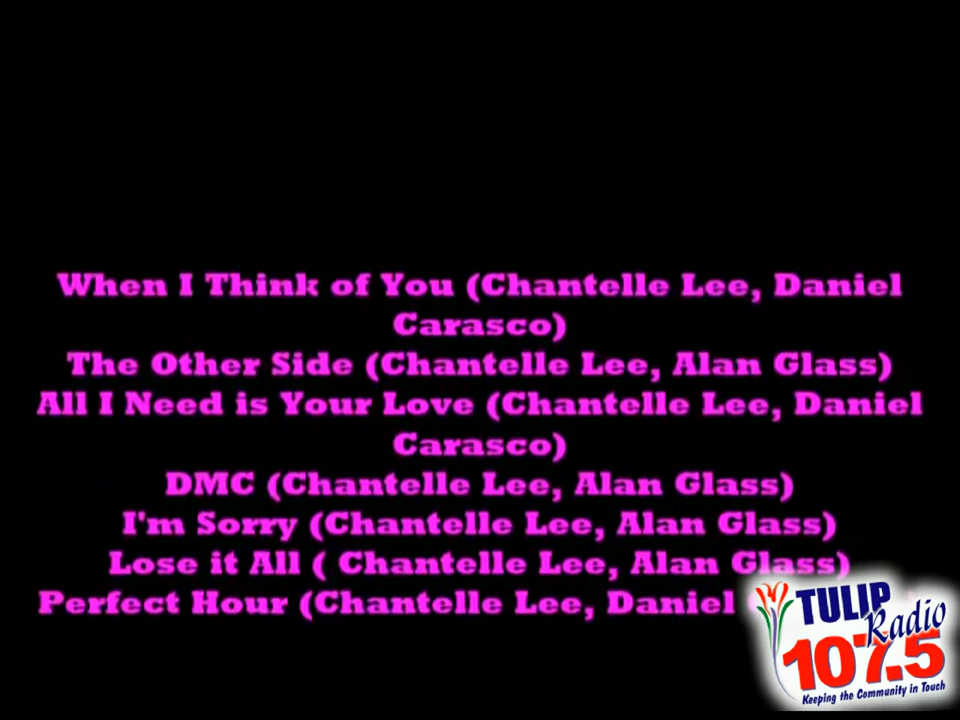 When I Think of You (Chantelle Lee, Daniel
Carasco)
The Other Side (Chantelle Lee, Alan Glass)
All I Need is Your Love (Chantelle Lee, Daniel
Carasco)
DMC (Chantelle Lee, Alan Glass)
I'm Sorry (Chantelle Lee, Alan Glass)
Lose it All ( Chantelle Lee, Alan Glass)
Perfect Hour (Chantelle Lee, Daniel
TULIP
Radio
107.5
Keeping the Community in Touch